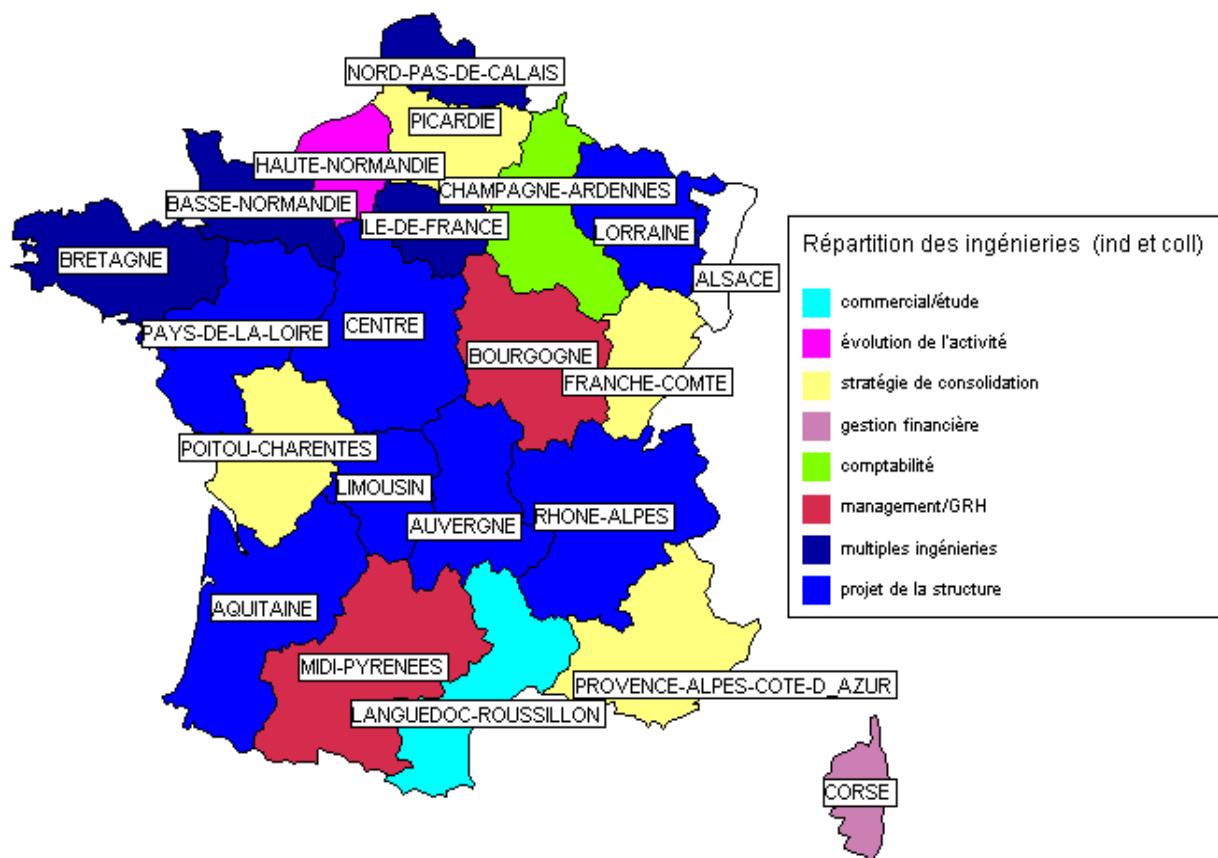 NORD-PAS-DE-CALAIS
PICARDIE
HAUTE-NORMANDIE
CHAMPAGNE-ARDENNES
BASSE-NORMANDIE
ILE-DE-FRANCE
LORRAINE
BRETAGNE
ALSACE
PAYS-DE-LA-LOIRE
CENTRE
BOURGOGNE
FRANCHE-COMTE
POITOU-CHARENTES
LIMOUSIN
AUVERGNE
RHONE-ALPES
AQUITAINE
MIDI-PYRENEES
PROVENCE-ALPES-COTE-D_AZUR
LANGUEDOC-ROUSSILLON
CORSE
Répartition des ingénieries (ind et coll)
commercial/étude
évolution de l'activité
stratégie de consolidation
gestion financière
comptabilité
management/GRH
multiples ingénieries
projet de la structure